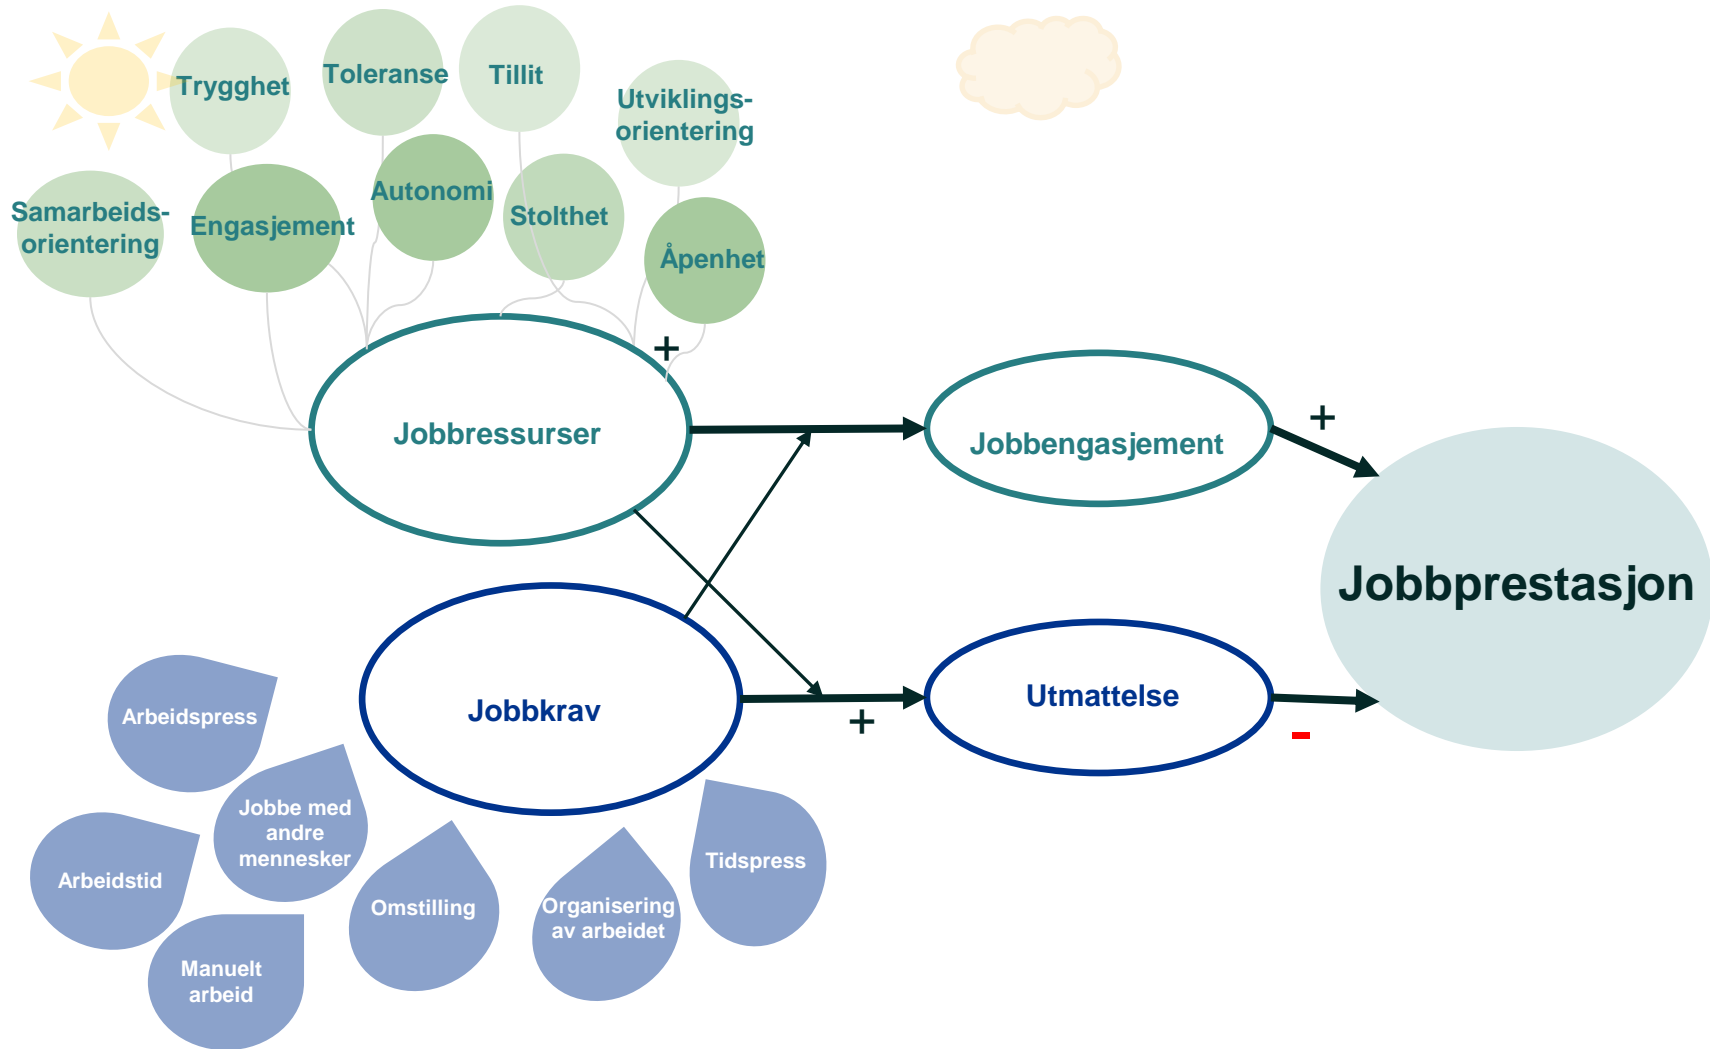 Trygghet
Toleranse
Tillit
Utviklings-
orientering
Samarbeids-
orientering
Engasjement
Autonomi
Stolthet
Åpenhet
+
Jobbressurser
Jobbengasjement
+
Jobbprestasjon
Jobbkrav
+
Utmattelse
-
Arbeidspress
Jobbe med
andre
mennesker
Arbeidstid
Manuelt
arbeid
Omstilling
Organisering
av arbeidet
Tidspress